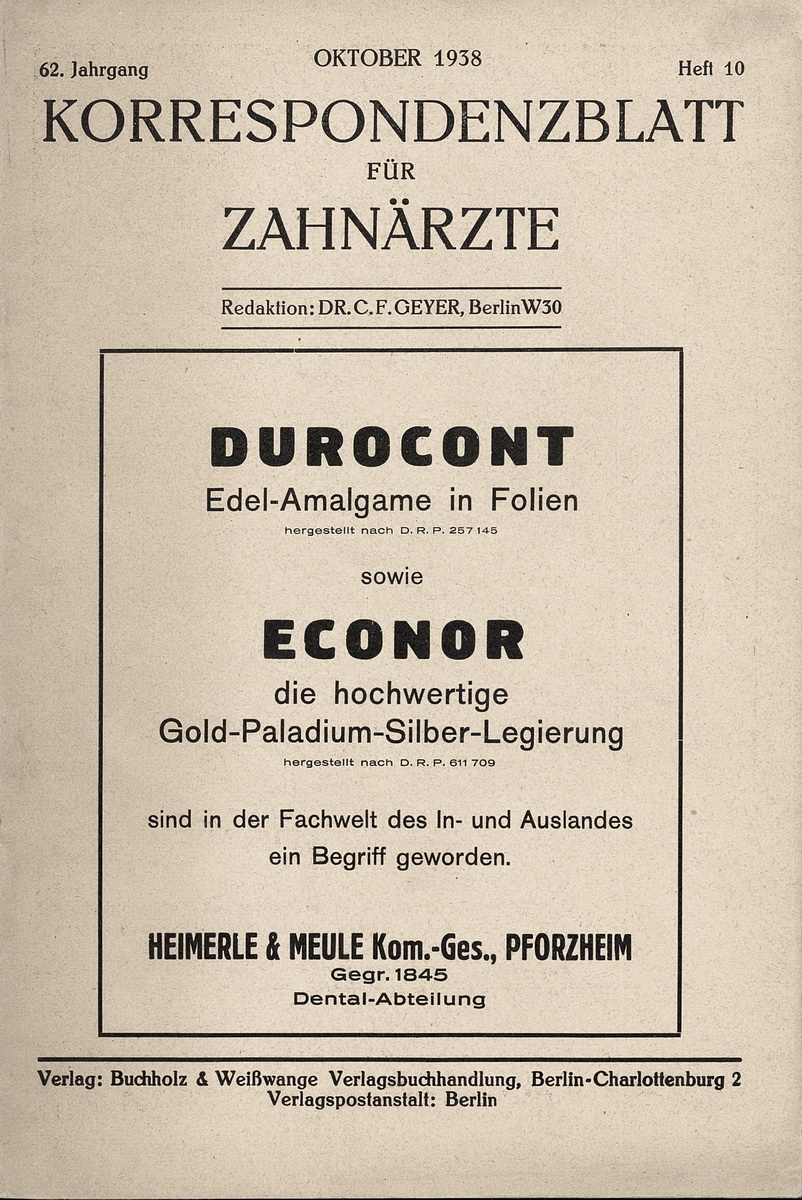 OKTOBER 1938
62. Jahrgang Heft 10
KORRESPONDENZBLATT
FÜR
ZAHNÄRZTE
Redaktion: DR. C. F. GEYER, Berlin W30
DUROCONT
Edel-Amalgame in Folien
hergestellt nach D. R. P. 257 145
sowie
ECONOR
die hochwertige
Gold-Paladium-Silber-Legierung
hergestellt nach D. R. P. 611 709
sind in der Fachwelt des In- und Auslandes
ein Begriff geworden.
HEIMERLE & MEULE Kom.-Ges., PFORZHEIM
Gegr. 1845
Dental-Abteilung
Verlag: Buchholz & Weißwange Verlagsbuchhandlung, Berlin-Charlottenburg 2
Verlagspostanstalt: Berlin